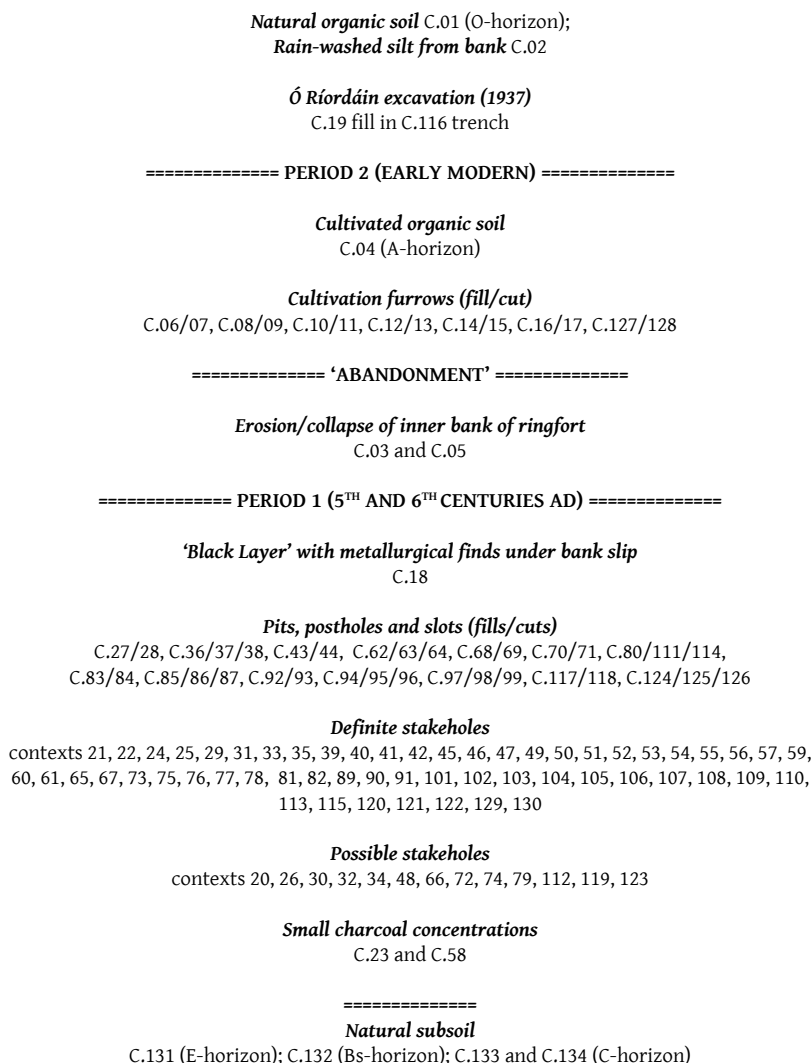 Natural organic soil C.01 (O-horizon);
Rain-washed silt from bank C.02
Ó Ríordáin excavation (1937)
C.19 fill in C.116 trench
============== PERIOD 2 (EARLY MODERN) ==============
Cultivated organic soil
C.04 (A-horizon)
Cultivation furrows (fill/cut)
C.06/07, C.08/09, C.10/11, C.12/13, C.14/15, C.16/17, C.127/128
============== ‘ABANDONMENT’ ==============
Erosion/collapse of inner bank of ringfort
C.03 and C.05
============== PERIOD 1 (5TH AND 6TH CENTURIES AD) ==============
‘Black Layer’ with metallurgical finds under bank slip
C.18
Pits, postholes and slots (fills/cuts)
C.27/28, C.36/37/38, C.43/44, C.62/63/64, C.68/69, C.70/71, C.80/111/114,
C.83/84, C.85/86/87, C.92/93, C.94/95/96, C.97/98/99, C.117/118, C.124/125/126
Definite stakeholes
contexts 21, 22, 24, 25, 29, 31, 33, 35, 39, 40, 41, 42, 45, 46, 47, 49, 50, 51, 52, 53, 54, 55, 56, 57, 59,
60, 61, 65, 67, 73, 75, 76, 77, 78, 81, 82, 89, 90, 91, 101, 102, 103, 104, 105, 106, 107, 108, 109, 110,
113, 115, 120, 121, 122, 129, 130
Possible stakeholes
contexts 20, 26, 30, 32, 34, 48, 66, 72, 74, 79, 112, 119, 123
Small charcoal concentrations
C.23 and C.58
==============
Natural subsoil
C.131 (E-horizon); C.132 (Bs-horizon); C.133 and C.134 (C-horizon)